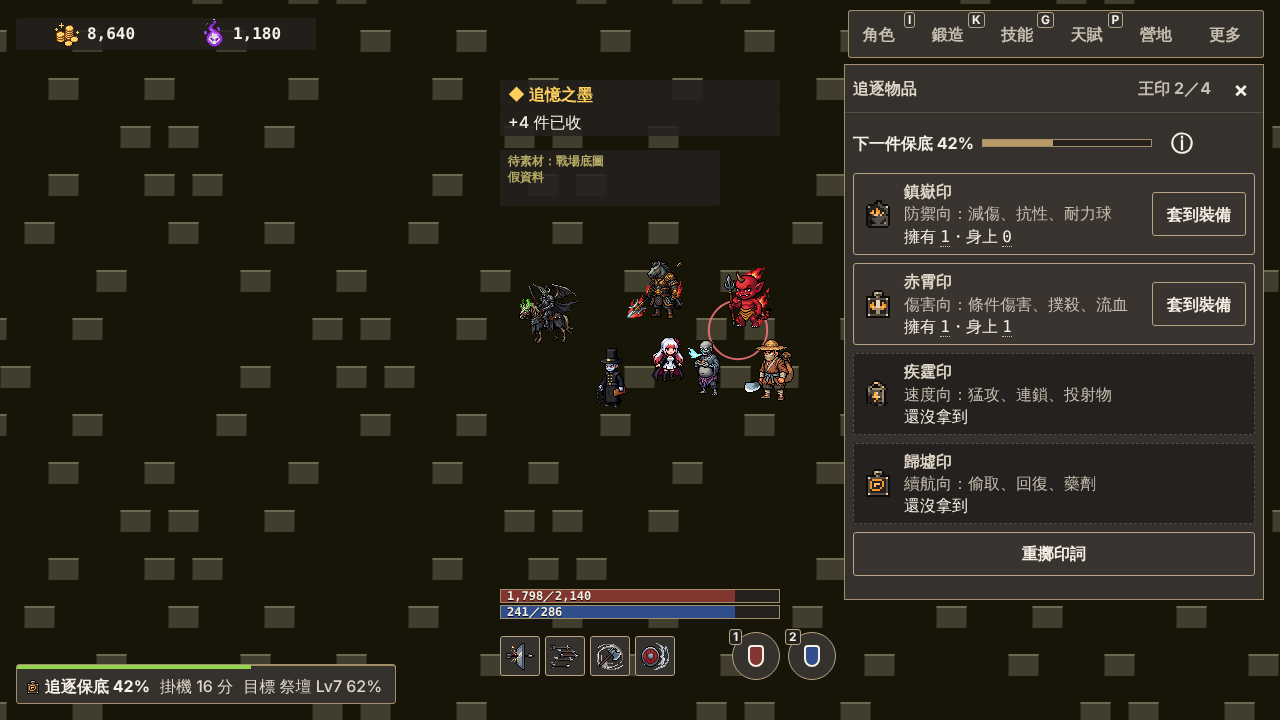 8,640
1,180
I
K
G
P
角色
鍛造
技能
天賦
營地
更多
◆ 追憶之墨
+4 件已收
待素材：戰場底圖
假資料
追逐物品
王印 2／4
×
下一件保底 42%
鎮嶽印
防禦向：減傷、抗性、耐力球
擁有 1・身上 0
套到裝備
赤霄印
傷害向：條件傷害、撲殺、流血
擁有 1・身上 1
套到裝備
疾霆印
速度向：猛攻、連鎖、投射物
還沒拿到
歸墟印
續航向：偷取、回復、藥劑
還沒拿到
重擲印詞
1,798／2,140
241／286
1
2
追逐保底 42% 掛機 16 分 目標 祭壇 Lv7 62%